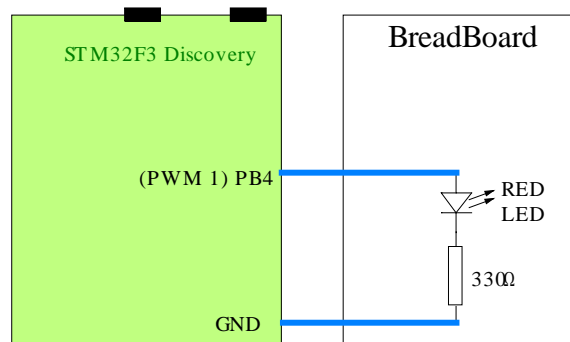 BreadBoard
STM32F3 Discovery
(PWM 1) PB4
RED
LED
330Ω
GND